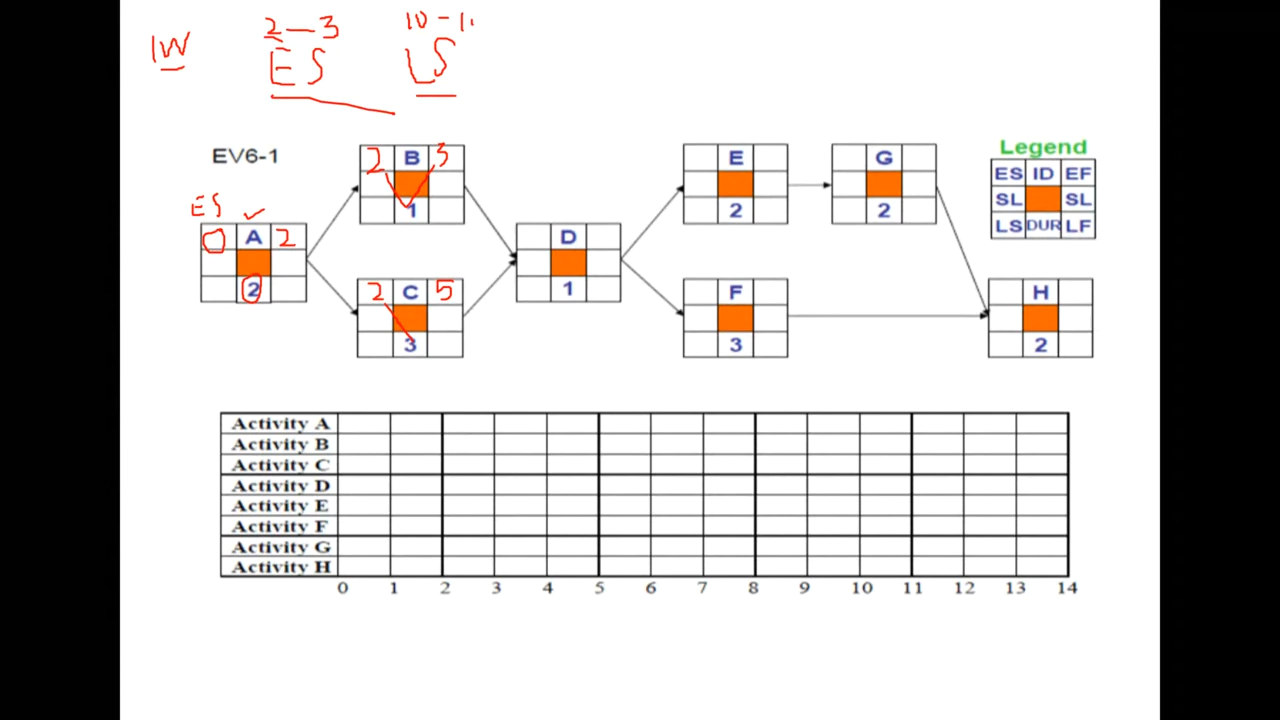 1W
2—3
10-1
ES
LS
EV6-1
Legend
ES ID EF
SL SL
LS DUR LF
ES
0 A 2
2
2 B 3
1
2 C 5
3
D
1
E
2
G
2
F
3
H
2
Activity A
Activity B
Activity C
Activity D
Activity E
Activity F
Activity G
Activity H
0 1 2 3 4 5 6 7 8 9 10 11 12 13 14